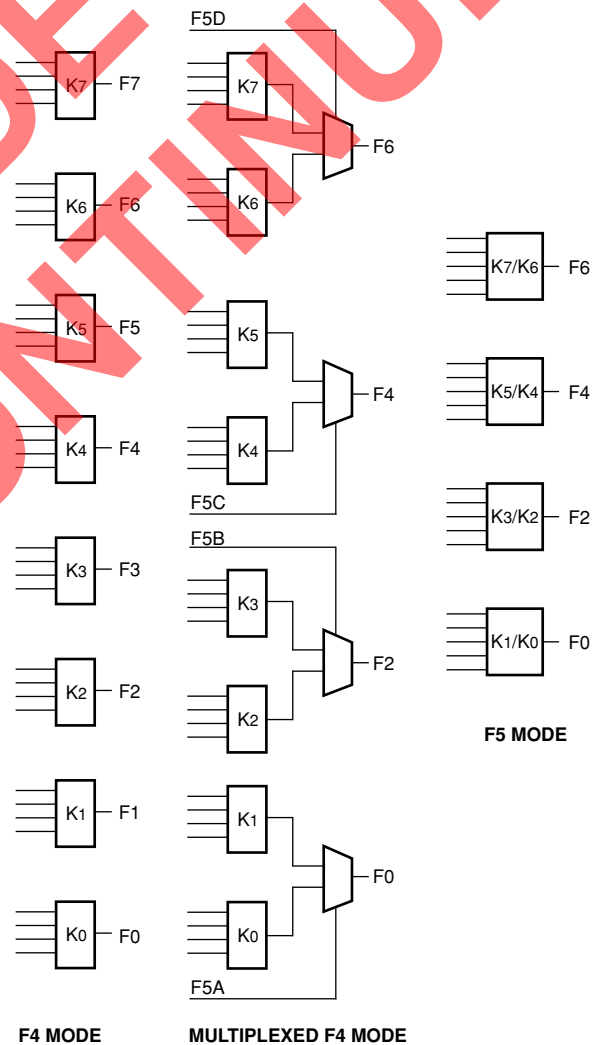 F5D
K7
F7
K7
F6
K6
F6
K6
K7/K6
F6
K5
F5
K5
F4
K5/K4
F4
K4
F4
K4
F5C
K3/K2
F2
F5B
K3
F3
K3
F2
K2
F2
K2
K1/K0
F0
F5 MODE
K1
F1
K1
F0
K0
F0
K0
F5A
F4 MODE
MULTIPLEXED F4 MODE